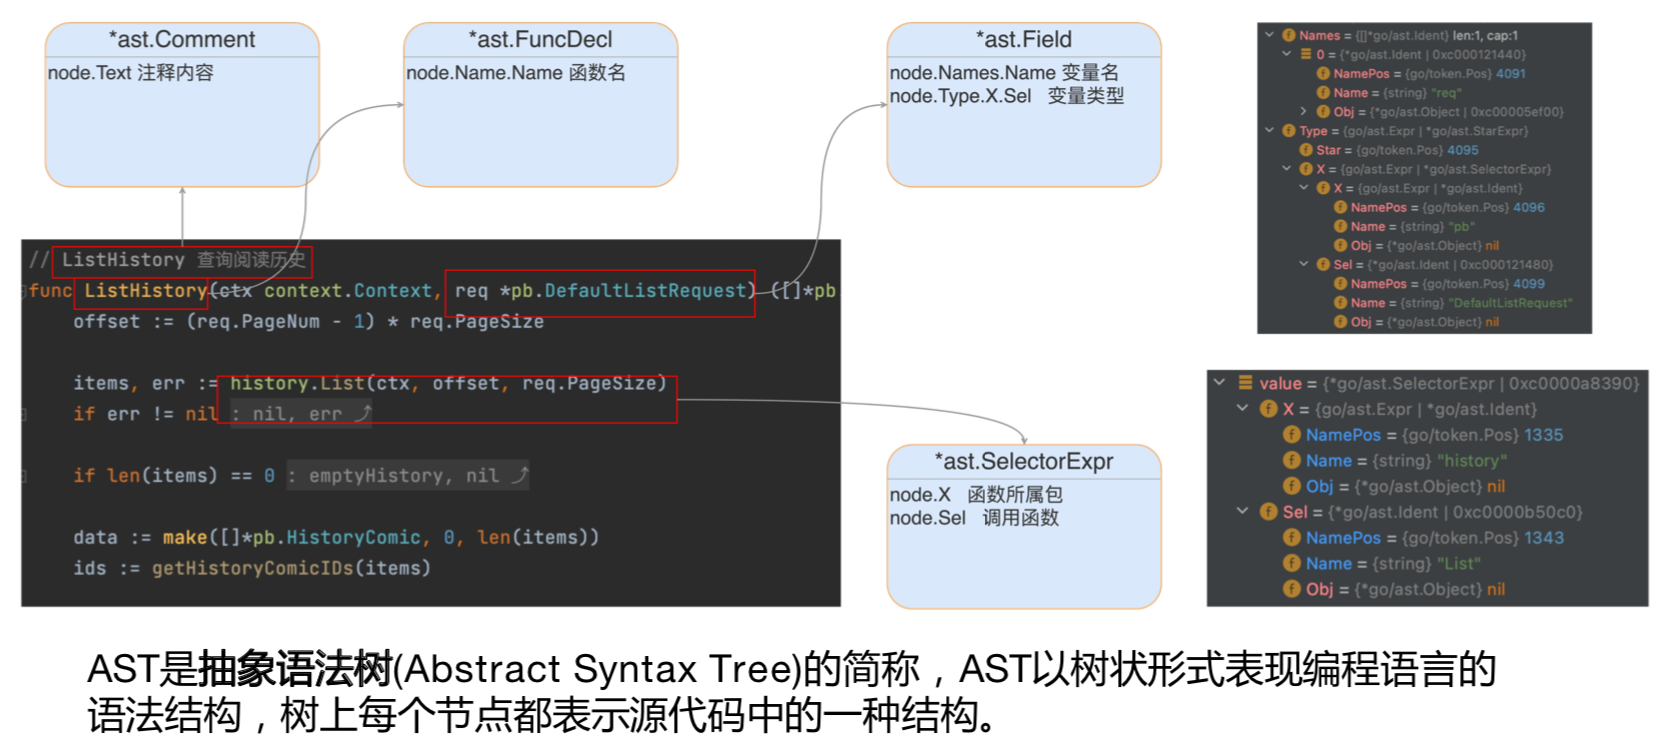 *ast.Comment
node.Text 注释内容
*ast.FuncDecl
node.Name.Name 函数名
*ast.Field
node.Names.Name 变量名
node.Type.X.Sel 变量类型
Names = {[]*go/ast.Ident} len:1, cap:1
0 = {*go/ast.Ident | 0xc000121440}
NamePos = {go/token.Pos} 4091
Name = {string} "req"
Obj = {*go/ast.Object | 0xc00005ef00}
Type = {go/ast.Expr | *go/ast.StarExpr}
Star = {go/token.Pos} 4095
X = {go/ast.Expr | *go/ast.SelectorExpr}
X = {go/ast.Expr | *go/ast.Ident}
NamePos = {go/token.Pos} 4096
Name = {string} "pb"
Obj = {*go/ast.Object} nil
Sel = {*go/ast.Ident | 0xc000121480}
NamePos = {go/token.Pos} 4099
Name = {string} "DefaultListRequest"
Obj = {*go/ast.Object} nil
// ListHistory 查询阅读历史
func ListHistory(ctx context.Context, req *pb.DefaultListRequest) ([]*pb.
offset := (req.PageNum - 1) * req.PageSize
items, err := history.List(ctx, offset, req.PageSize)
if err != nil : nil, err ⤴
if len(items) == 0 : emptyHistory, nil ⤴
data := make([]*pb.HistoryComic, 0, len(items))
ids := getHistoryComicIDs(items)
*ast.SelectorExpr
node.X 函数所属包
node.Sel 调用函数
value = {*go/ast.SelectorExpr | 0xc0000a8390}
X = {go/ast.Expr | *go/ast.Ident}
NamePos = {go/token.Pos} 1335
Name = {string} "history"
Obj = {*go/ast.Object} nil
Sel = {*go/ast.Ident | 0xc0000b50c0}
NamePos = {go/token.Pos} 1343
Name = {string} "List"
Obj = {*go/ast.Object} nil
AST是抽象语法树(Abstract Syntax Tree)的简称，AST以树状形式表现编程语言的
语法结构，树上每个节点都表示源代码中的一种结构。